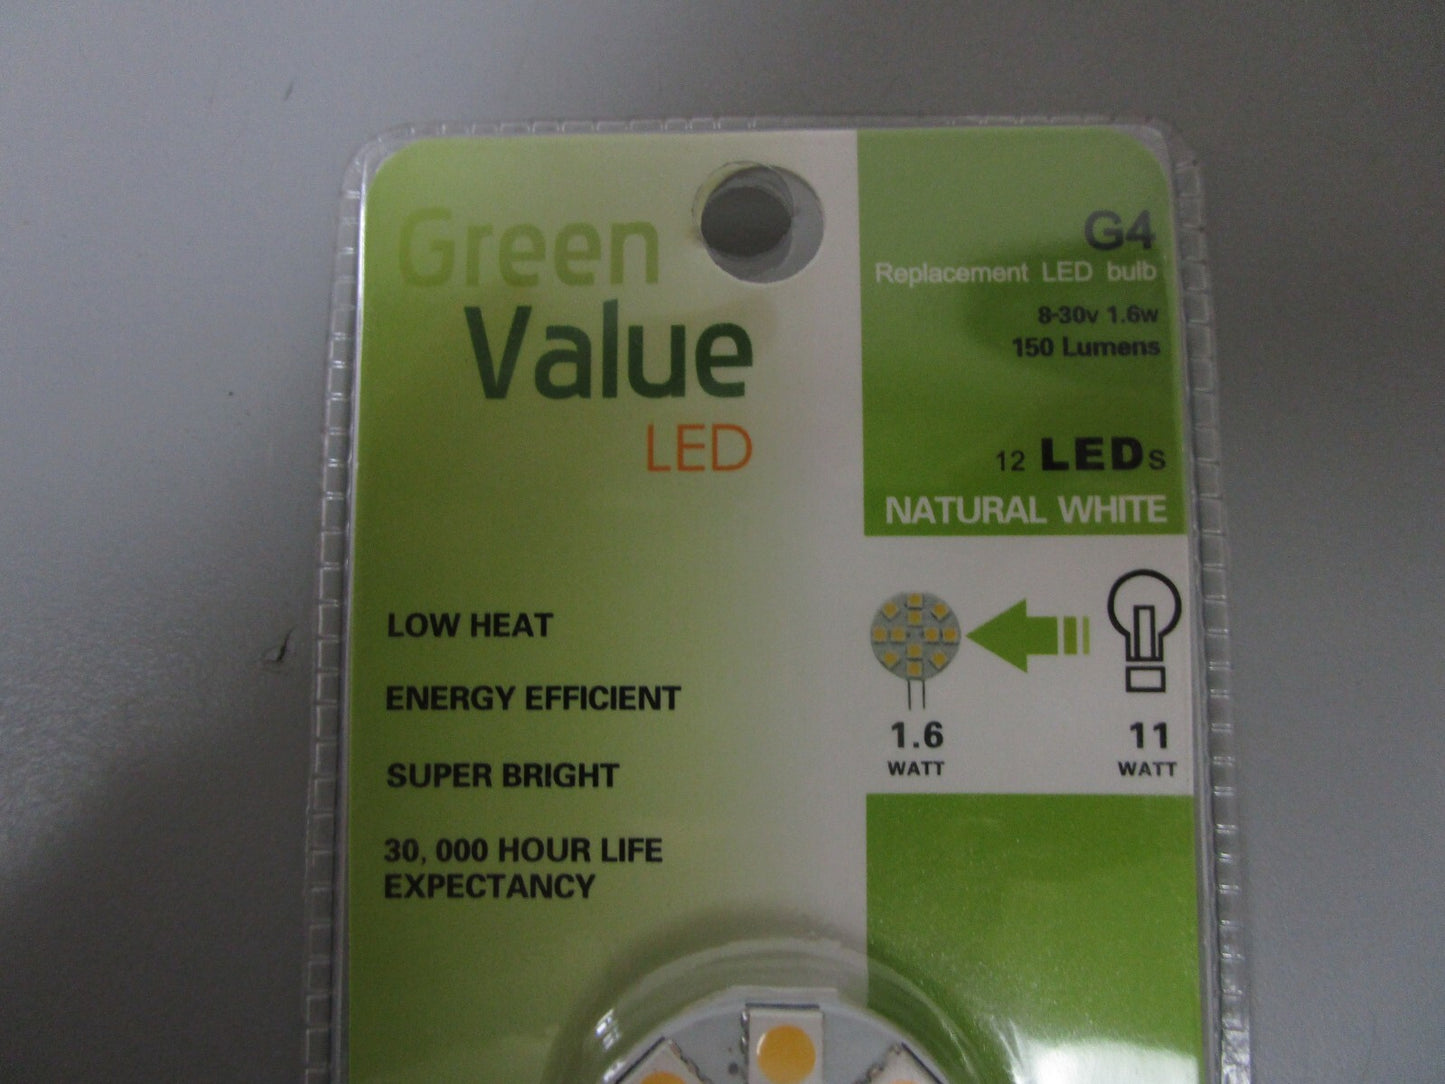 Green
Value
LED
G4
Replacement LED bulb
8-30v 1.6w
150 Lumens
12 LEDs
NATURAL WHITE
LOW HEAT
ENERGY EFFICIENT
SUPER BRIGHT
30, 000 HOUR LIFE
EXPECTANCY
1.6
WATT
11
WATT